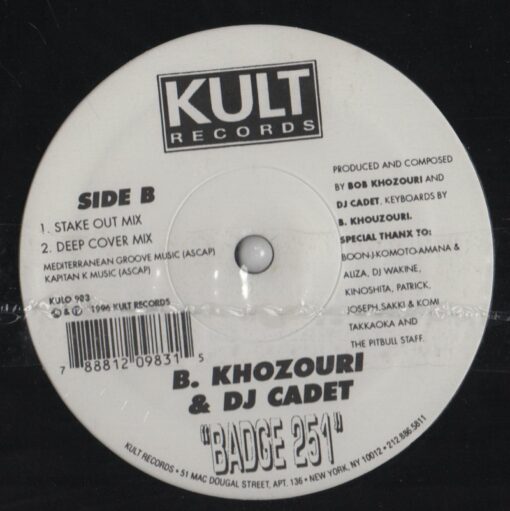 KULT
RECORDS
SIDE B
1. STAKE OUT MIX
2. DEEP COVER MIX
MEDITERRANEAN GROOVE MUSIC (ASCAP)
KAPITAN K MUSIC (ASCAP)
KULO 983
© & ℗ 1996 KULT RECORDS
7 88812 09831 5
PRODUCED AND COMPOSED
BY BOB KHOZOURI AND
DJ CADET, KEYBOARDS BY
B. KHOUZOURI.
SPECIAL THANX TO:
BOON-J-KOMOTO-AMANA &
ALIZA, DJ WAKINE,
KINOSHITA, PATRICK,
JOSEPH, SAKKI & KOMI
TAKKAOKA AND
THE PITBULL STAFF.
B. KHOZOURI
& DJ CADET
"BADGE 251"
KULT RECORDS • 51 MAC DOUGAL STREET, APT. 136 • NEW YORK, NY 10012 • 212.886.5811